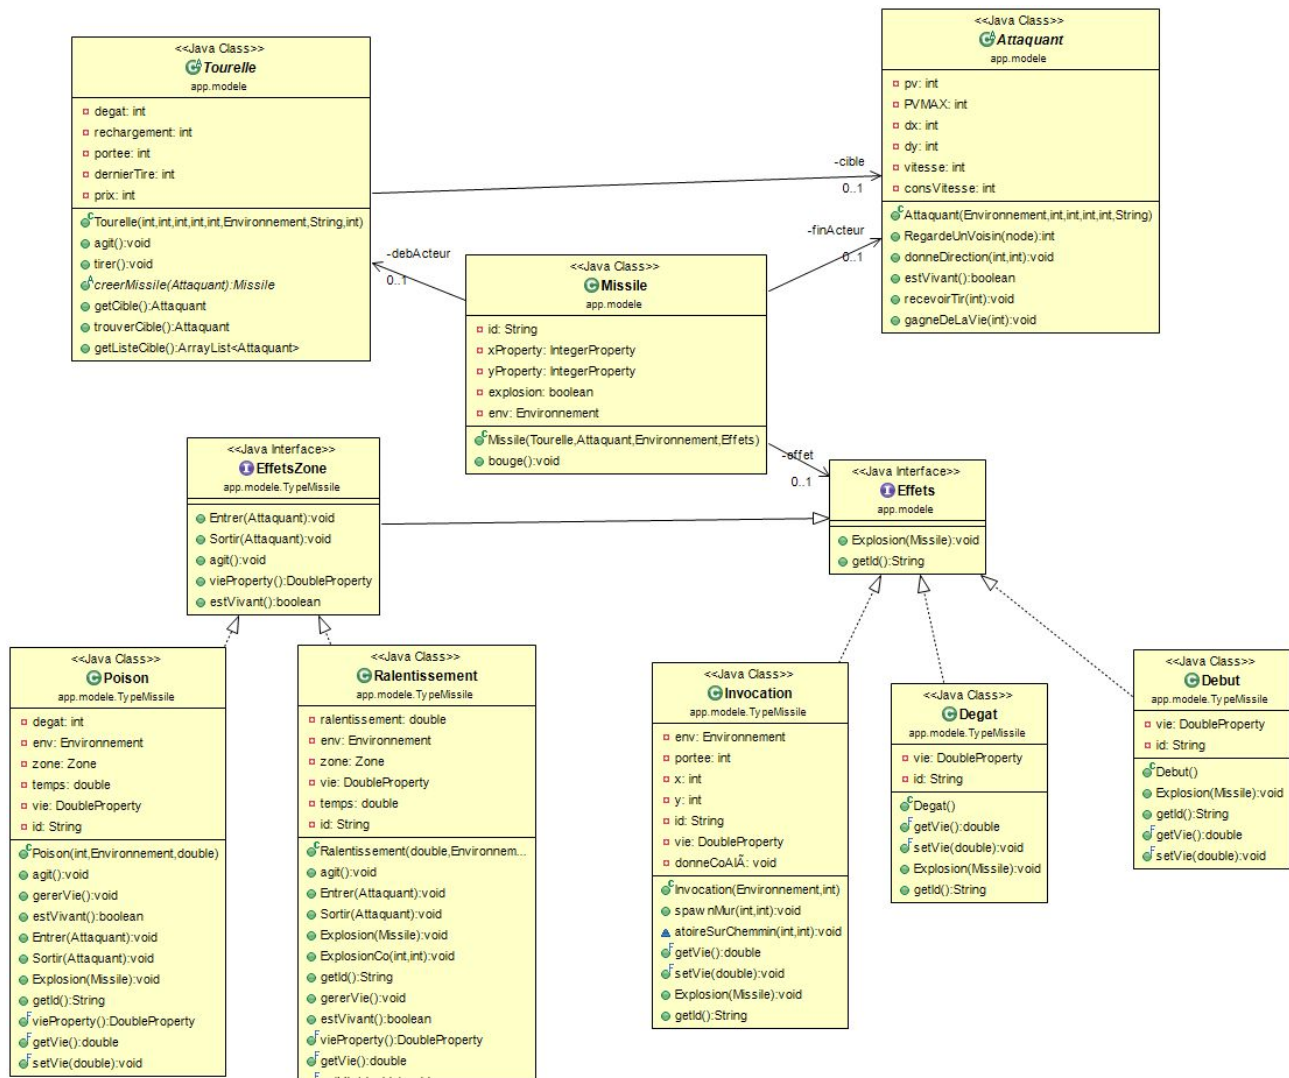 <<Java Class>>
Tourelle
app.modele
degat: int
rechargement: int
portee: int
dernierTire: int
prix: int
Tourelle(int,int,int,int,int,Environnement,String,int)
agit():void
tirer():void
creerMissile(Attaquant):Missile
getCible():Attaquant
trouverCible():Attaquant
getListeCible():ArrayList<Attaquant>
<<Java Class>>
Attaquant
app.modele
pv: int
PVMAX: int
dx: int
dy: int
vitesse: int
consVitesse: int
Attaquant(Environnement,int,int,int,int,String)
RegardeUnVoisin(node):int
donneDirection(int,int):void
estVivant():boolean
recevoirTir(int):void
gagneDeLaVie(int):void
-cible
0..1
-debActeur
0..1
-finActeur
0..1
<<Java Class>>
Missile
app.modele
id: String
xProperty: IntegerProperty
yProperty: IntegerProperty
explosion: boolean
env: Environnement
Missile(Tourelle,Attaquant,Environnement,Effets)
bouge():void
-effet
0..1
<<Java Interface>>
EffetsZone
app.modele.TypeMissile
Entrer(Attaquant):void
Sortir(Attaquant):void
agit():void
vieProperty():DoubleProperty
estVivant():boolean
<<Java Interface>>
Effets
app.modele
Explosion(Missile):void
getId():String
<<Java Class>>
Poison
app.modele.TypeMissile
degat: int
env: Environnement
zone: Zone
temps: double
vie: DoubleProperty
id: String
Poison(int,Environnement,double)
agit():void
gererVie():void
estVivant():boolean
Entrer(Attaquant):void
Sortir(Attaquant):void
Explosion(Missile):void
getId():String
vieProperty():DoubleProperty
getVie():double
setVie(double):void
<<Java Class>>
Ralentissement
app.modele.TypeMissile
ralentissement: double
env: Environnement
zone: Zone
vie: DoubleProperty
temps: double
id: String
Ralentissement(double,Environnem...
agit():void
Entrer(Attaquant):void
Sortir(Attaquant):void
Explosion(Missile):void
ExplosionCo(int,int):void
getId():String
gererVie():void
estVivant():boolean
vieProperty():DoubleProperty
getVie():double
<<Java Class>>
Invocation
app.modele.TypeMissile
env: Environnement
portee: int
x: int
y: int
id: String
vie: DoubleProperty
donneCoAlÃ: void
Invocation(Environnement,int)
spawnMur(int,int):void
atoireSurChemmin(int,int):void
getVie():double
setVie(double):void
Explosion(Missile):void
getId():String
<<Java Class>>
Degat
app.modele.TypeMissile
vie: DoubleProperty
id: String
Degat()
getVie():double
setVie(double):void
Explosion(Missile):void
getId():String
<<Java Class>>
Debut
app.modele.TypeMissile
vie: DoubleProperty
id: String
Debut()
Explosion(Missile):void
getId():String
getVie():double
setVie(double):void